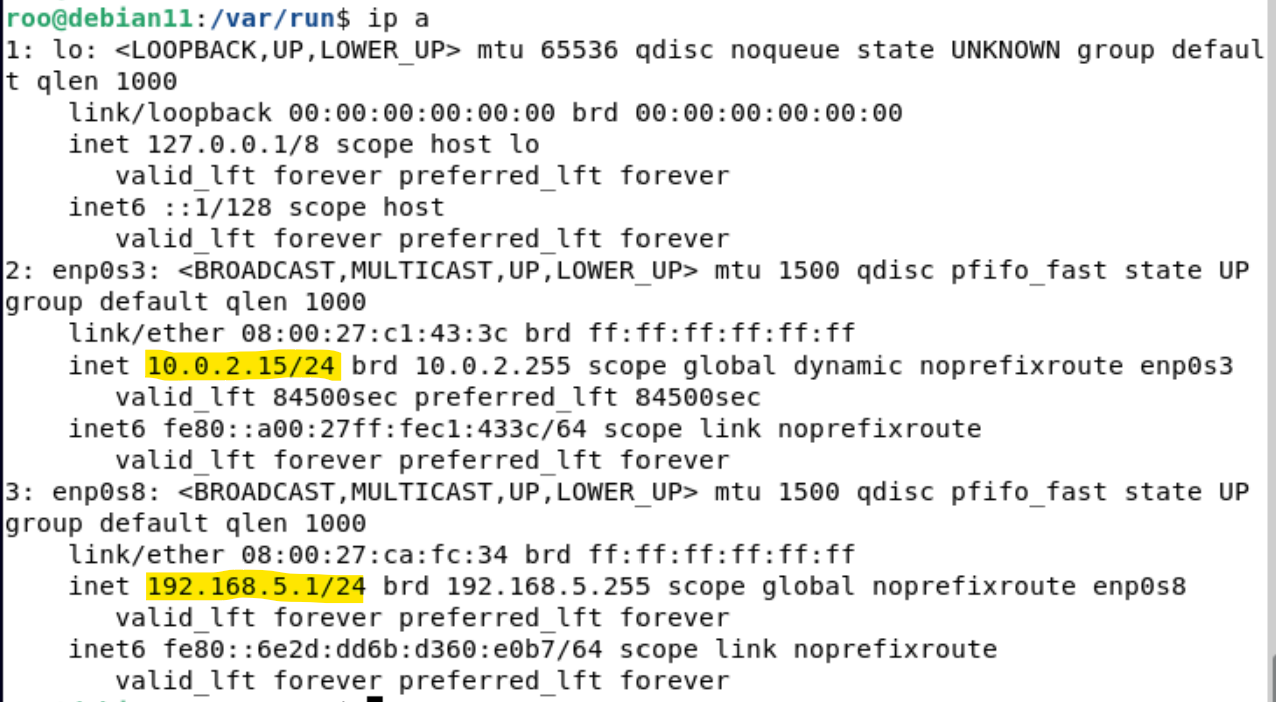 roo@debian11:/var/run$ ip a
1: lo: <LOOPBACK,UP,LOWER_UP> mtu 65536 qdisc noqueue state UNKNOWN group defaul
t qlen 1000
    link/loopback 00:00:00:00:00:00 brd 00:00:00:00:00:00
    inet 127.0.0.1/8 scope host lo
       valid_lft forever preferred_lft forever
    inet6 ::1/128 scope host
       valid_lft forever preferred_lft forever
2: enp0s3: <BROADCAST,MULTICAST,UP,LOWER_UP> mtu 1500 qdisc pfifo_fast state UP
group default qlen 1000
    link/ether 08:00:27:c1:43:3c brd ff:ff:ff:ff:ff:ff
    inet 10.0.2.15/24 brd 10.0.2.255 scope global dynamic noprefixroute enp0s3
       valid_lft 84500sec preferred_lft 84500sec
    inet6 fe80::a00:27ff:fec1:433c/64 scope link noprefixroute
       valid_lft forever preferred_lft forever
3: enp0s8: <BROADCAST,MULTICAST,UP,LOWER_UP> mtu 1500 qdisc pfifo_fast state UP
group default qlen 1000
    link/ether 08:00:27:ca:fc:34 brd ff:ff:ff:ff:ff:ff
    inet 192.168.5.1/24 brd 192.168.5.255 scope global noprefixroute enp0s8
       valid_lft forever preferred_lft forever
    inet6 fe80::6e2d:dd6b:d360:e0b7/64 scope link noprefixroute
       valid_lft forever preferred_lft forever